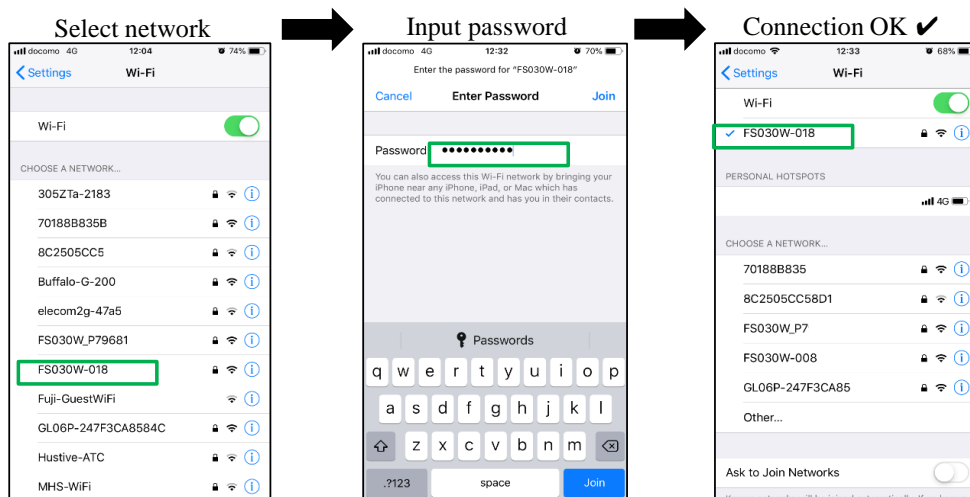 Select network
docomo 4G 12:04 74%
Settings Wi-Fi
Wi-Fi
CHOOSE A NETWORK...
305ZTa-2183
70188B835B
8C2505CC5
Buffalo-G-200
elecom2g-47a5
FS030W_P79681
FS030W-018
Fuji-GuestWiFi
GL06P-247F3CA8584C
Hustive-ATC
MHS-WiFi
Input password
docomo 4G 12:32 70%
Enter the password for "FS030W-018"
Cancel Enter Password Join
Password
You can also access this Wi-Fi network by bringing your
iPhone near any iPhone, iPad, or Mac which has
connected to this network and has you in their contacts.
Passwords
q w e r t y u i o p
a s d f g h j k l
z x c v b n m
.?123 space Join
Connection OK ✔
docomo 12:33 68%
Settings Wi-Fi
Wi-Fi
✓ FS030W-018
PERSONAL HOTSPOTS
4G
CHOOSE A NETWORK...
70188B835
8C2505CC58D1
FS030W_P7
FS030W-008
GL06P-247F3CA85
Other...
Ask to Join Networks